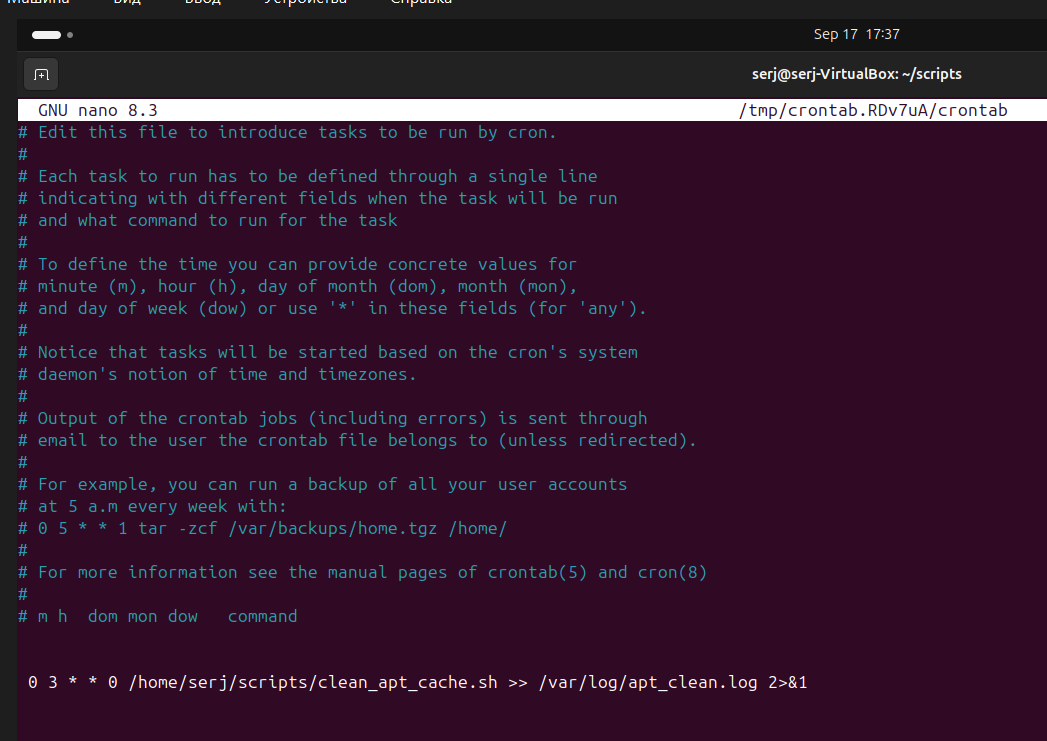 Машина Вид Ввод Устройства Справка
Sep 17 17:37
serj@serj-VirtualBox: ~/scripts
GNU nano 8.3 /tmp/crontab.RDv7uA/crontab
# Edit this file to introduce tasks to be run by cron.
#
# Each task to run has to be defined through a single line
# indicating with different fields when the task will be run
# and what command to run for the task
#
# To define the time you can provide concrete values for
# minute (m), hour (h), day of month (dom), month (mon),
# and day of week (dow) or use '*' in these fields (for 'any').
#
# Notice that tasks will be started based on the cron's system
# daemon's notion of time and timezones.
#
# Output of the crontab jobs (including errors) is sent through
# email to the user the crontab file belongs to (unless redirected).
#
# For example, you can run a backup of all your user accounts
# at 5 a.m every week with:
# 0 5 * * 1 tar -zcf /var/backups/home.tgz /home/
#
# For more information see the manual pages of crontab(5) and cron(8)
#
# m h  dom mon dow   command
0 3 * * 0 /home/serj/scripts/clean_apt_cache.sh >> /var/log/apt_clean.log 2>&1